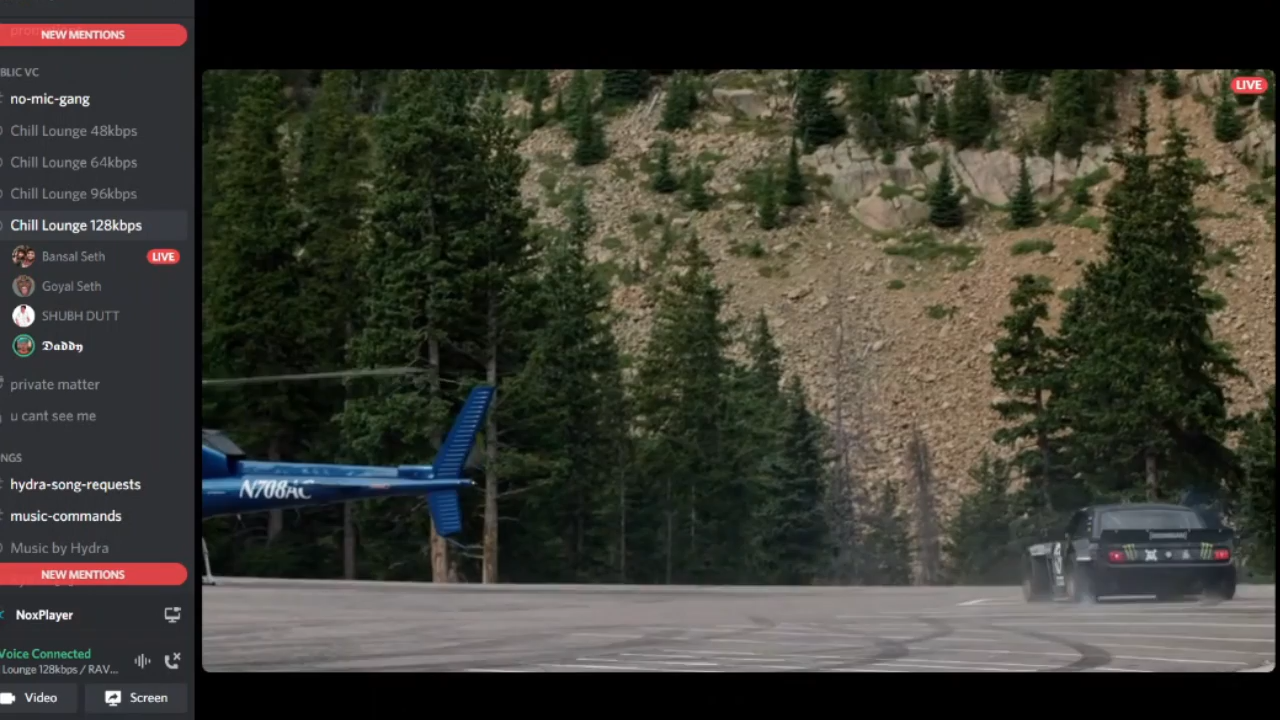 NEW MENTIONS
BLIC VC
no-mic-gang
Chill Lounge 48kbps
Chill Lounge 64kbps
Chill Lounge 96kbps
Chill Lounge 128kbps
Bansal Seth LIVE
Goyal Seth
SHUBH DUTT
Daddy
private matter
u cant see me
NGS
hydra-song-requests
music-commands
Music by Hydra
NEW MENTIONS
NoxPlayer
Voice Connected
Lounge 128kbps / RAV...
Video Screen
LIVE
N708AC